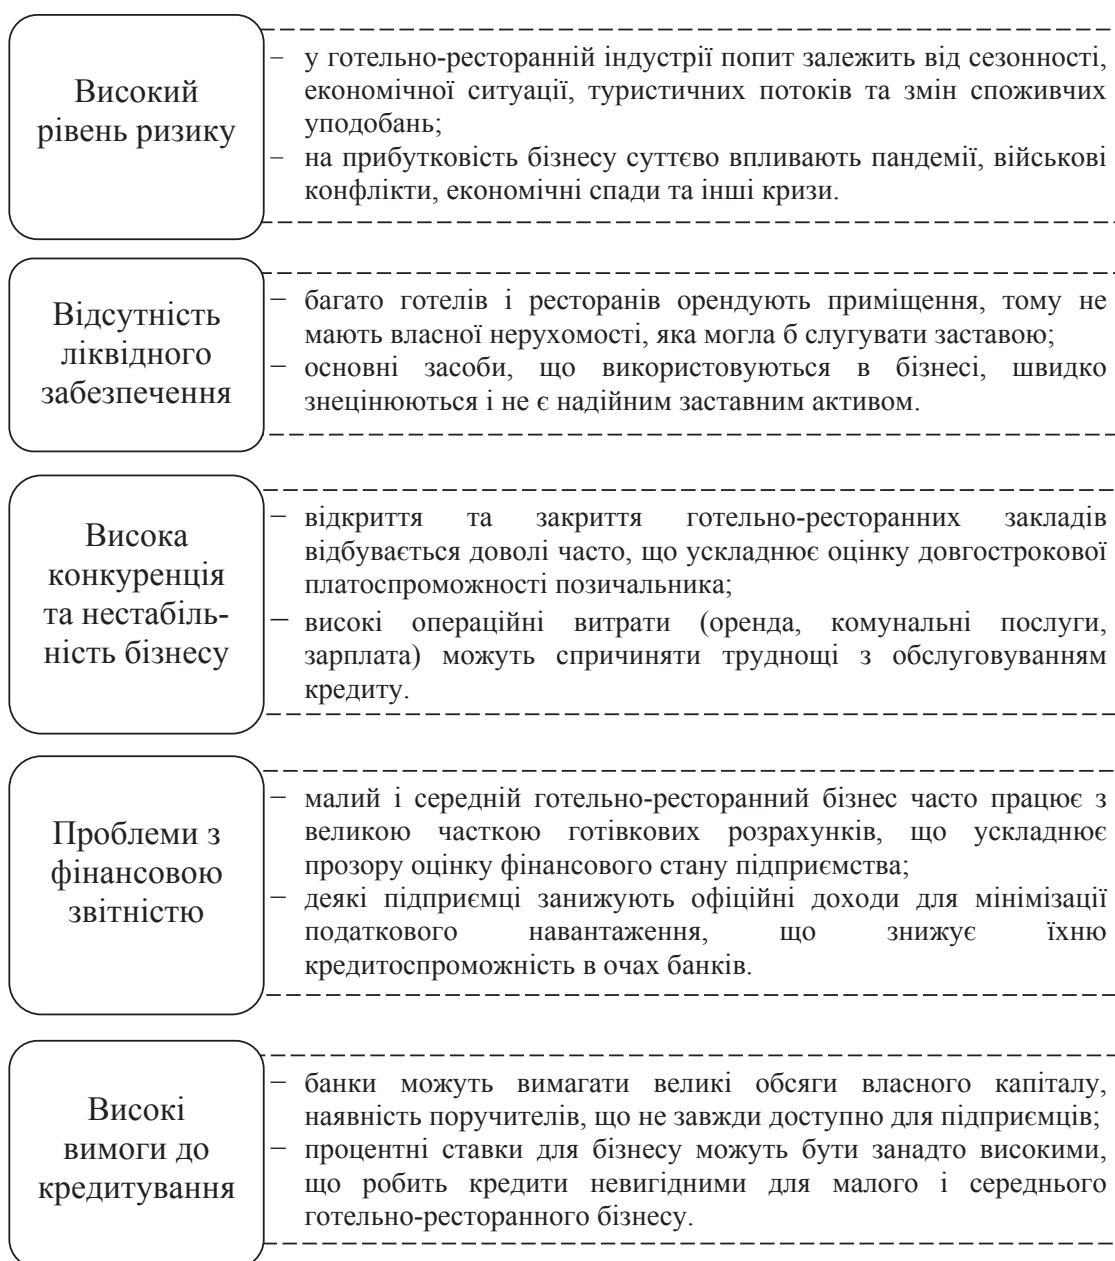 Високий
рівень ризику
– у готельно-ресторанній індустрії попит залежить від сезонності,
економічної ситуації, туристичних потоків та змін споживчих
уподобань;
– на прибутковість бізнесу суттєво впливають пандемії, військові
конфлікти, економічні спади та інші кризи.
Відсутність
ліквідного
забезпечення
– багато готелів і ресторанів орендують приміщення, тому не
мають власної нерухомості, яка могла б слугувати заставою;
– основні засоби, що використовуються в бізнесі, швидко
знецінюються і не є надійним заставним активом.
Висока
конкуренція
та нестабіль-
ність бізнесу
– відкриття та закриття готельно-ресторанних закладів
відбувається доволі часто, що ускладнює оцінку довгострокової
платоспроможності позичальника;
– високі операційні витрати (оренда, комунальні послуги,
зарплата) можуть спричиняти труднощі з обслуговуванням
кредиту.
Проблеми з
фінансовою
звітністю
– малий і середній готельно-ресторанний бізнес часто працює з
великою часткою готівкових розрахунків, що ускладнює
прозору оцінку фінансового стану підприємства;
– деякі підприємці занижують офіційні доходи для мінімізації
податкового навантаження, що знижує їхню
кредитоспроможність в очах банків.
Високі
вимоги до
кредитування
– банки можуть вимагати великі обсяги власного капіталу,
наявність поручителів, що не завжди доступно для підприємців;
– процентні ставки для бізнесу можуть бути занадто високими,
що робить кредити невигідними для малого і середнього
готельно-ресторанного бізнесу.